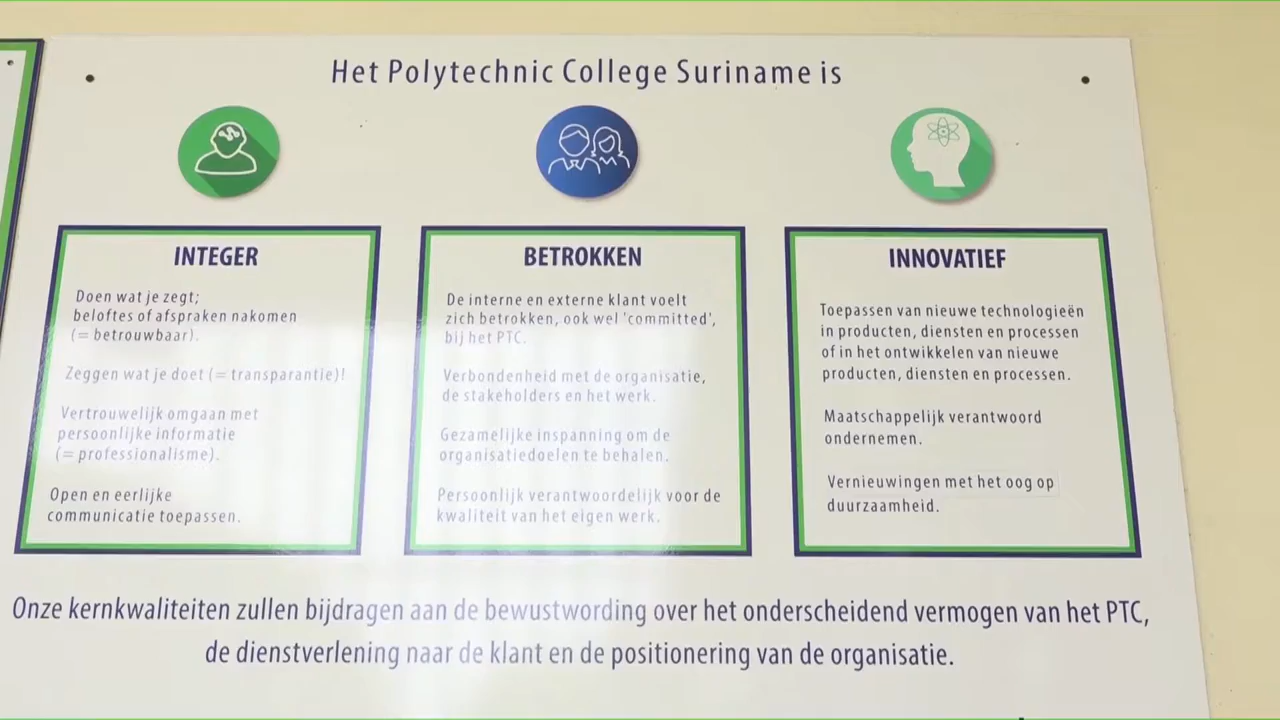 Het Polytechnic College Suriname is
INTEGER
Doen wat je zegt;
beloftes of afspraken nakomen
(= betrouwbaar).
Zeggen wat je doet (= transparantie)!
Vertrouwelijk omgaan met
persoonlijke informatie
(= professionalisme).
Open en eerlijke
communicatie toepassen.
BETROKKEN
De interne en externe klant voelt
zich betrokken, ook wel 'committed',
bij het PTC.
Verbondenheid met de organisatie,
de stakeholders en het werk.
Gezamelijke inspanning om de
organisatiedoelen te behalen.
Persoonlijk verantwoordelijk voor de
kwaliteit van het eigen werk.
INNOVATIEF
Toepassen van nieuwe technologieën
in producten, diensten en processen
of in het ontwikkelen van nieuwe
producten, diensten en processen.
Maatschappelijk verantwoord
ondernemen.
Vernieuwingen met het oog op
duurzaamheid.
Onze kernkwaliteiten zullen bijdragen aan de bewustwording over het onderscheidend vermogen van het PTC,
de dienstverlening naar de klant en de positionering van de organisatie.